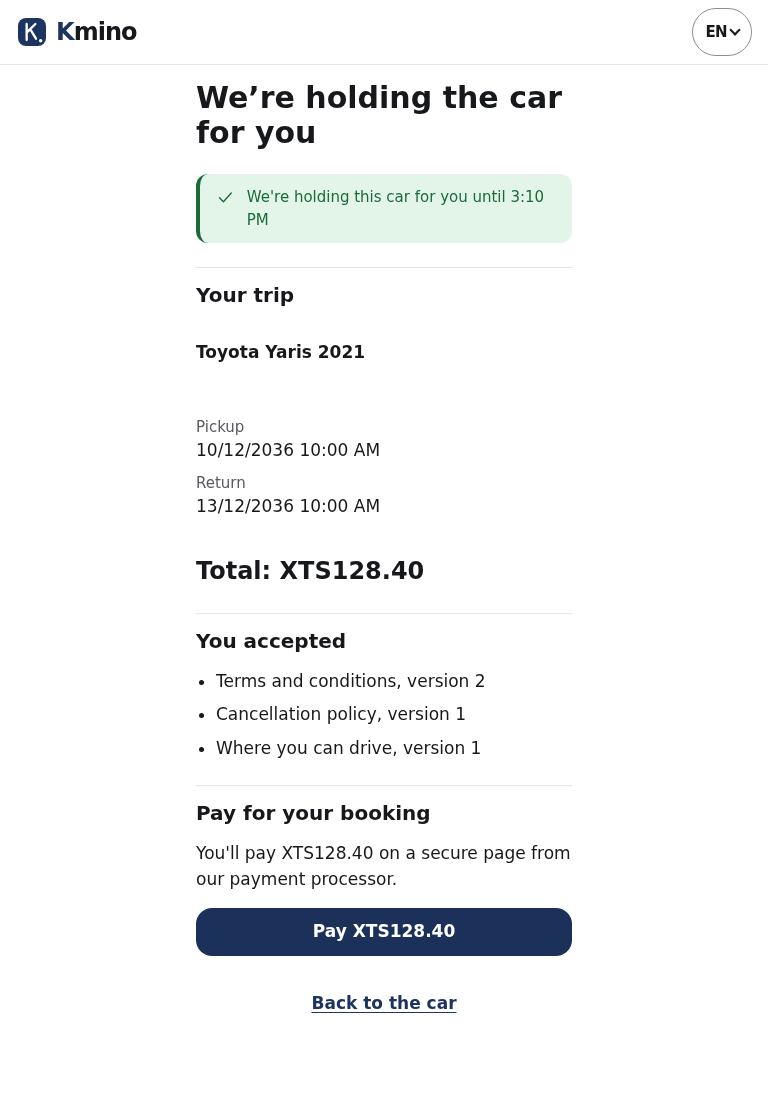 K. Kmino
EN
We’re holding the car
for you
We're holding this car for you until 3:10
PM
Your trip
Toyota Yaris 2021
Pickup
10/12/2036 10:00 AM
Return
13/12/2036 10:00 AM
Total: XTS128.40
You accepted
• Terms and conditions, version 2
• Cancellation policy, version 1
• Where you can drive, version 1
Pay for your booking
You'll pay XTS128.40 on a secure page from
our payment processor.
Pay XTS128.40
Back to the car